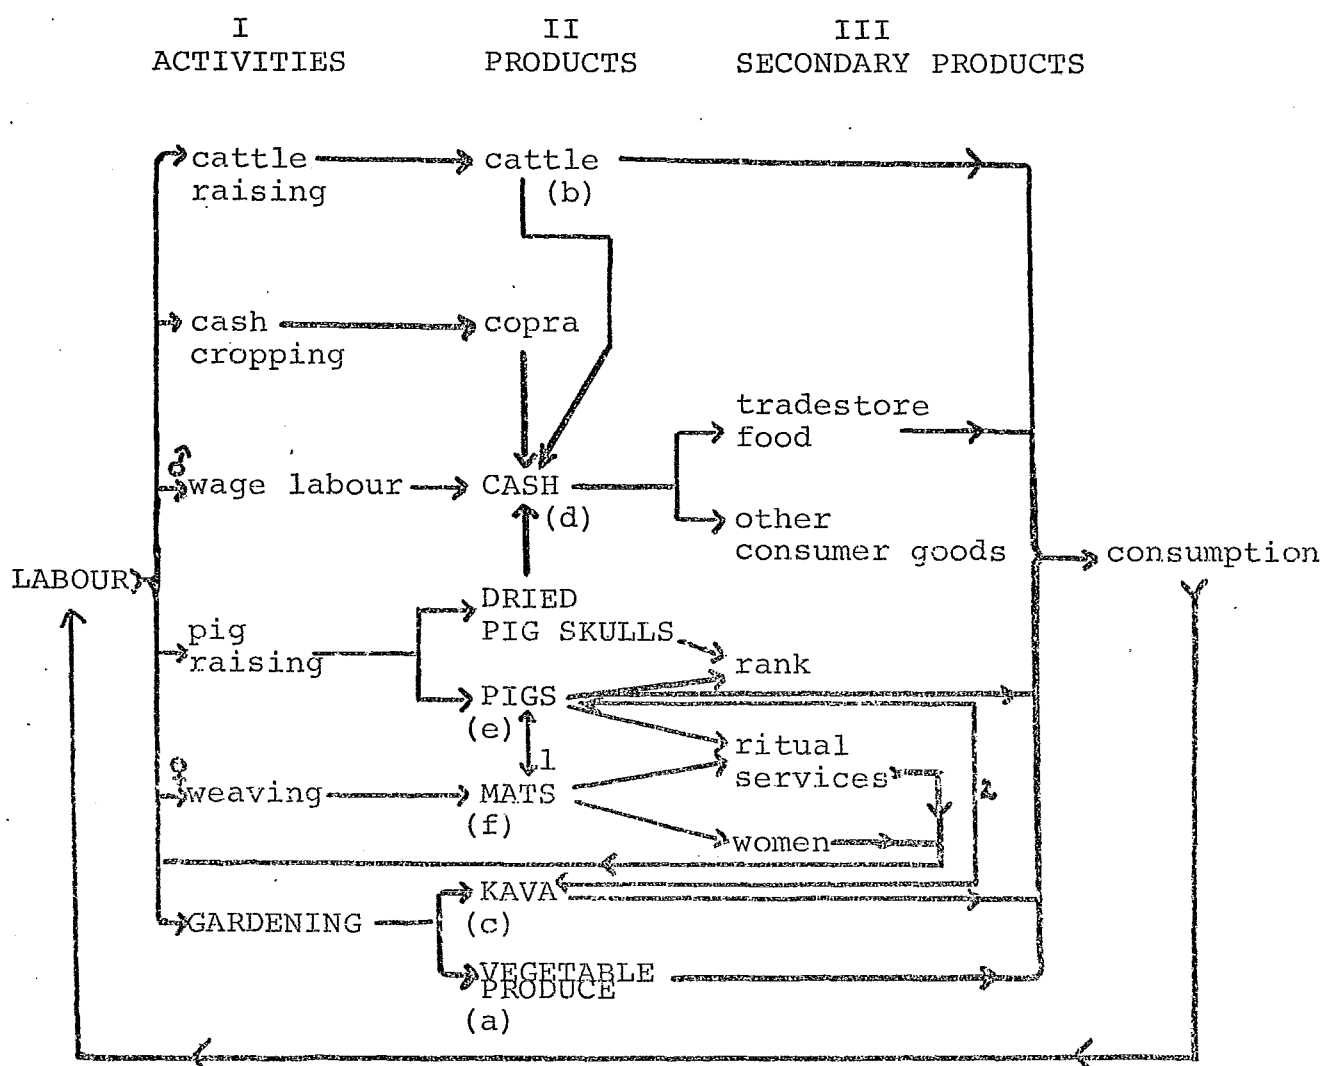 I II III
ACTIVITIES PRODUCTS SECONDARY PRODUCTS
cattle
raising
cattle
(b)
cash
cropping
copra
tradestore
food
♂
wage labour
CASH
(d)
other
consumer goods
consumption
LABOUR
DRIED
PIG SKULLS
pig
raising
rank
PIGS
(e)
1
ritual
services
2
♀
weaving
MATS
(f)
women
KAVA
(c)
GARDENING
VEGETABLE
PRODUCE
(a)